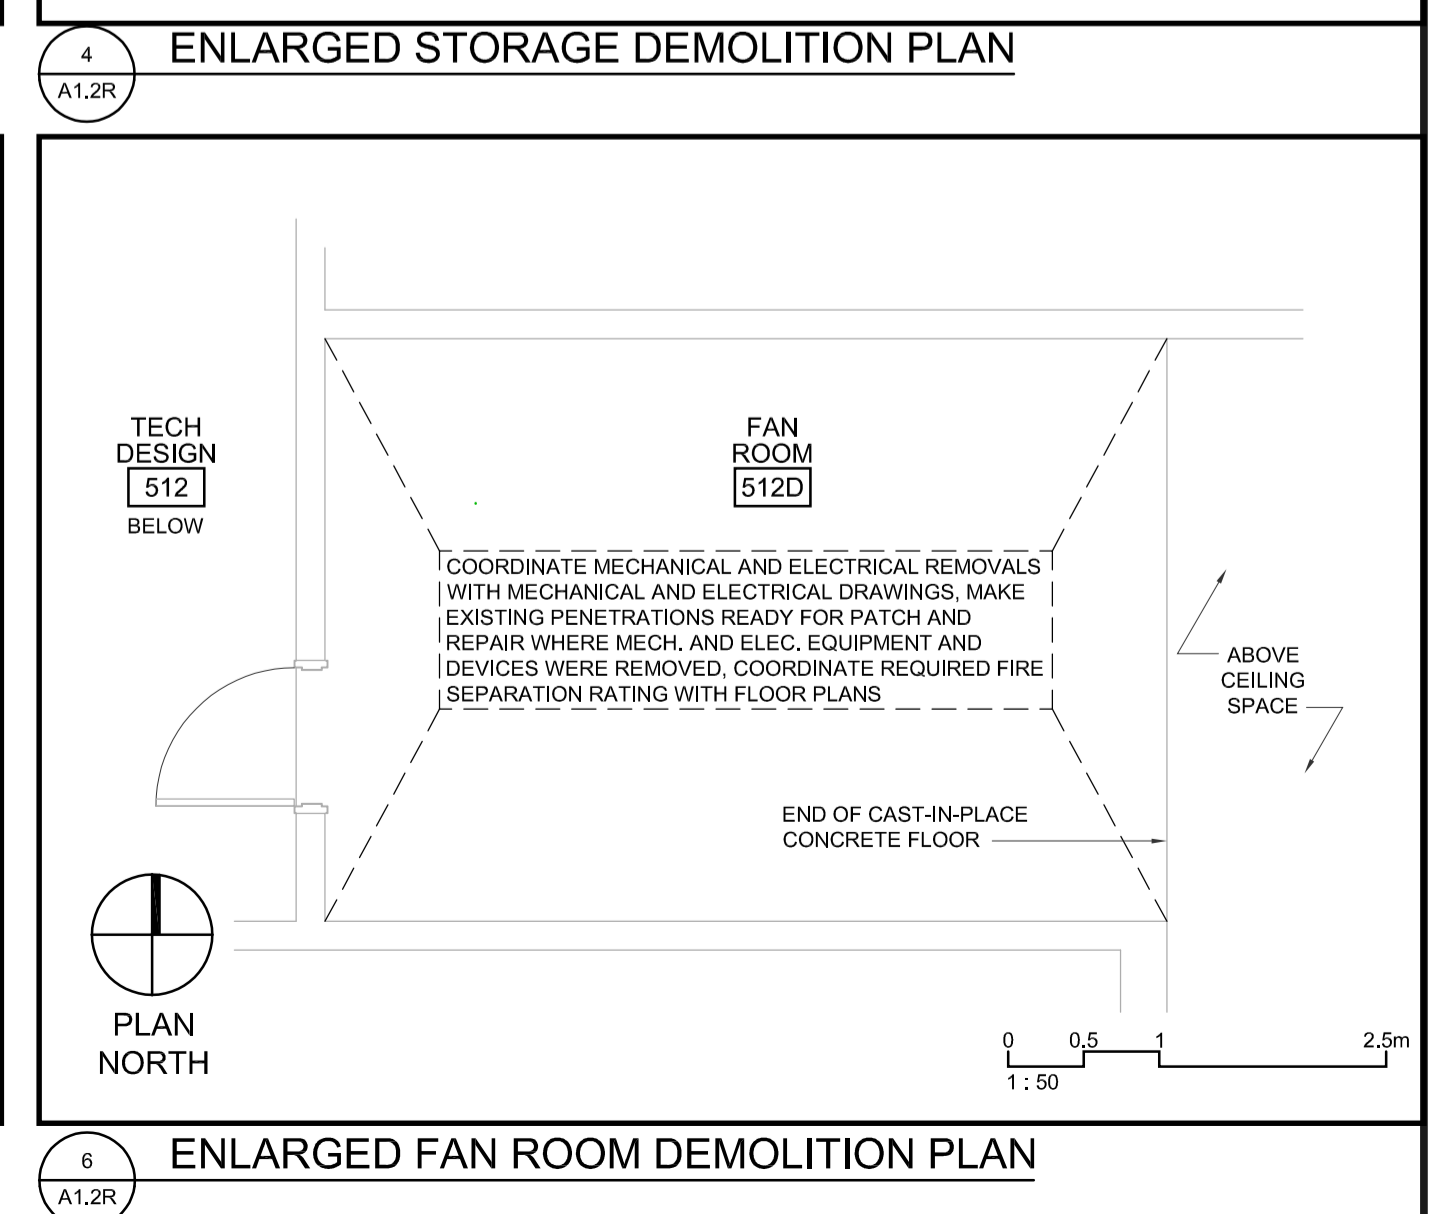 4
A1.2R
ENLARGED STORAGE DEMOLITION PLAN
TECH
DESIGN
512
BELOW
FAN
ROOM
512D
COORDINATE MECHANICAL AND ELECTRICAL REMOVALS
WITH MECHANICAL AND ELECTRICAL DRAWINGS, MAKE
EXISTING PENETRATIONS READY FOR PATCH AND
REPAIR WHERE MECH. AND ELEC. EQUIPMENT AND
DEVICES WERE REMOVED, COORDINATE REQUIRED FIRE
SEPARATION RATING WITH FLOOR PLANS
ABOVE
CEILING
SPACE
END OF CAST-IN-PLACE
CONCRETE FLOOR
PLAN
NORTH
0 0.5 1 2.5m
1 : 50
6
A1.2R
ENLARGED FAN ROOM DEMOLITION PLAN